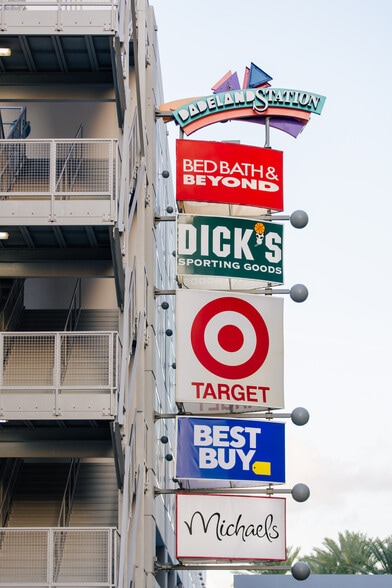 DADELAND STATION
BED BATH &
BEYOND
DICK'S
SPORTING GOODS
TARGET
BEST
BUY
Michaels